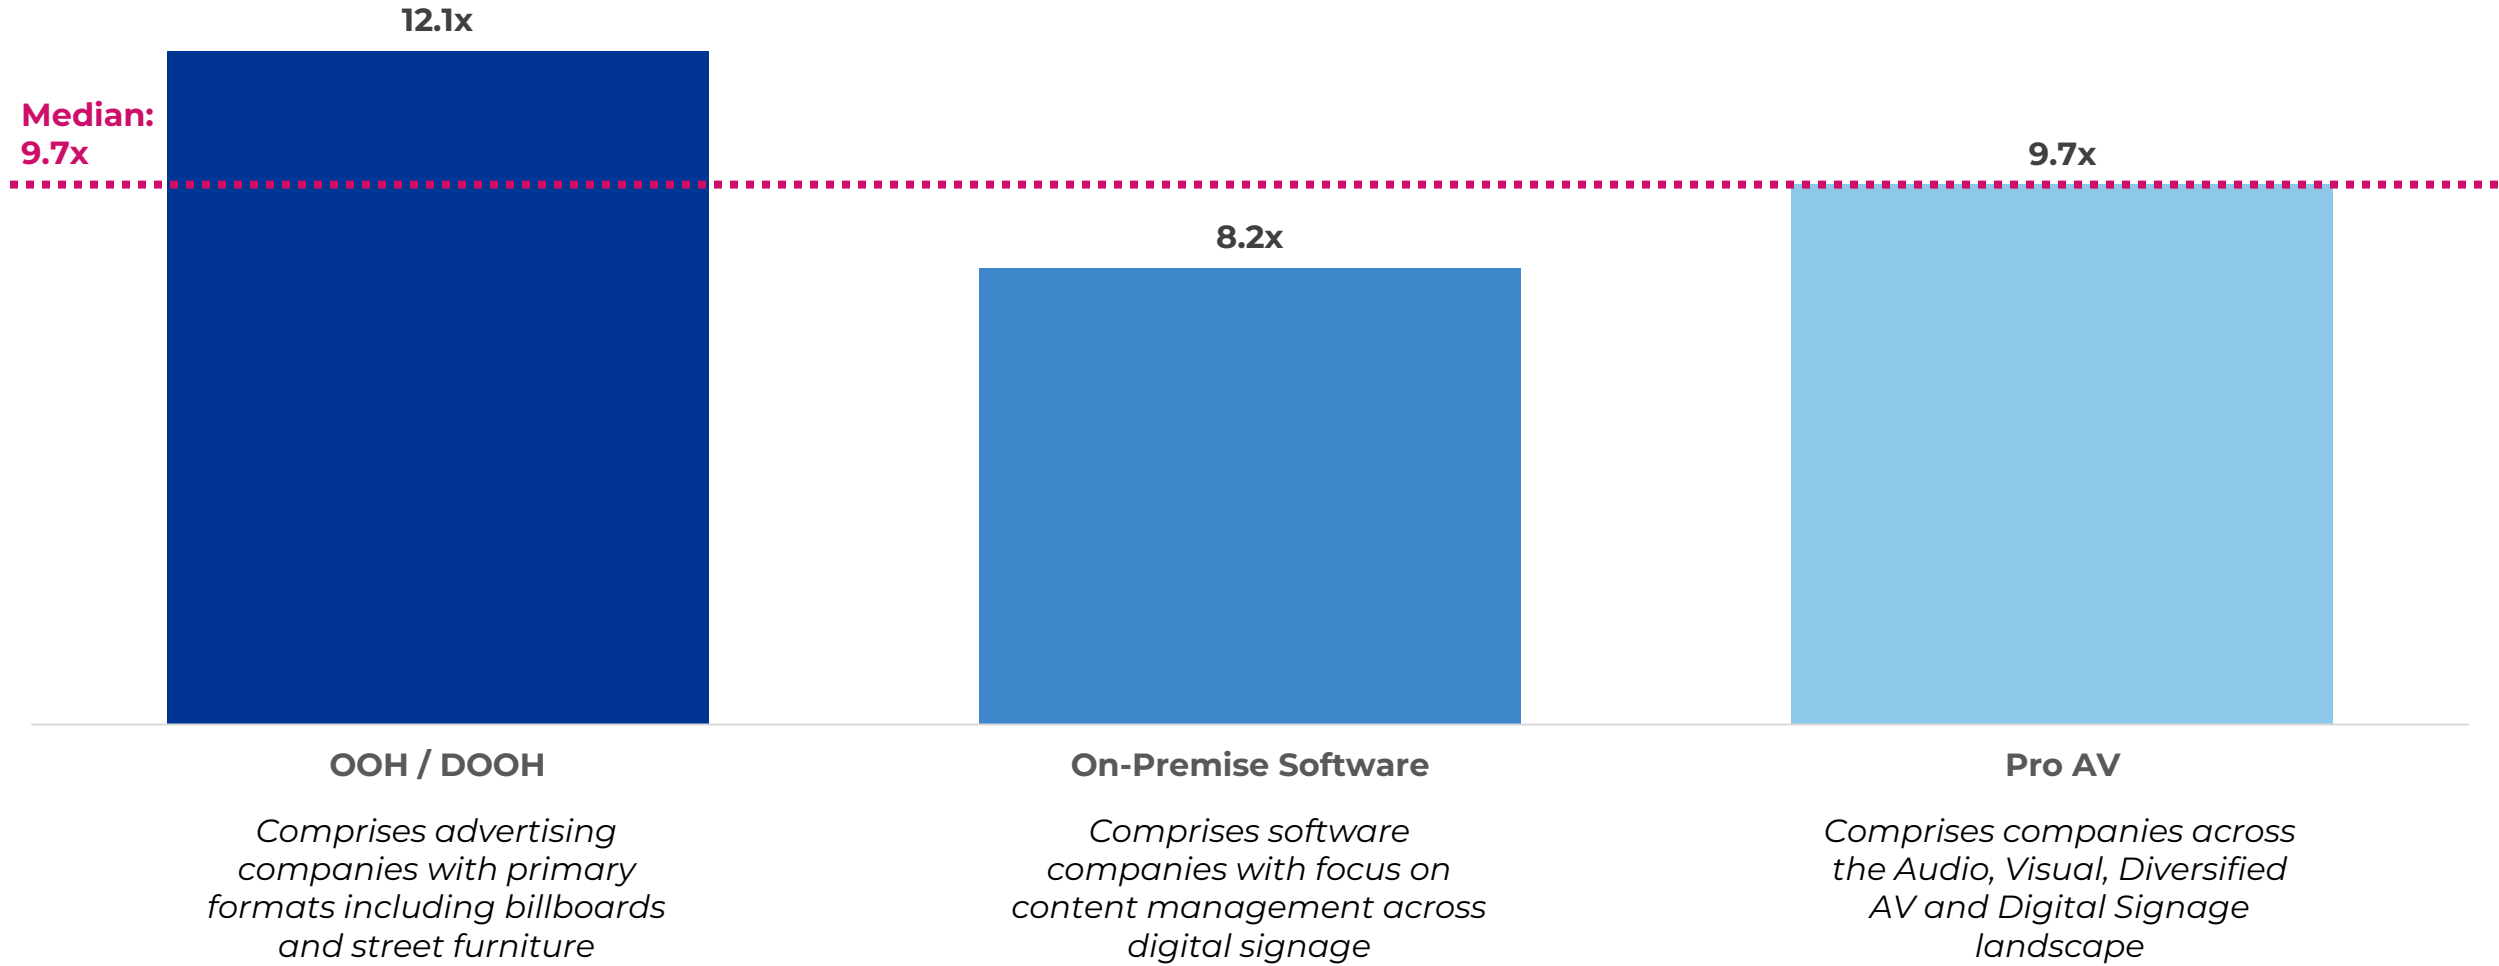 12.1x
Median:
9.7x
9.7x
8.2x
OOH / DOOH
On-Premise Software
Pro AV
Comprises advertising
companies with primary
formats including billboards
and street furniture
Comprises software
companies with focus on
content management across
digital signage
Comprises companies across
the Audio, Visual, Diversified
AV and Digital Signage
landscape